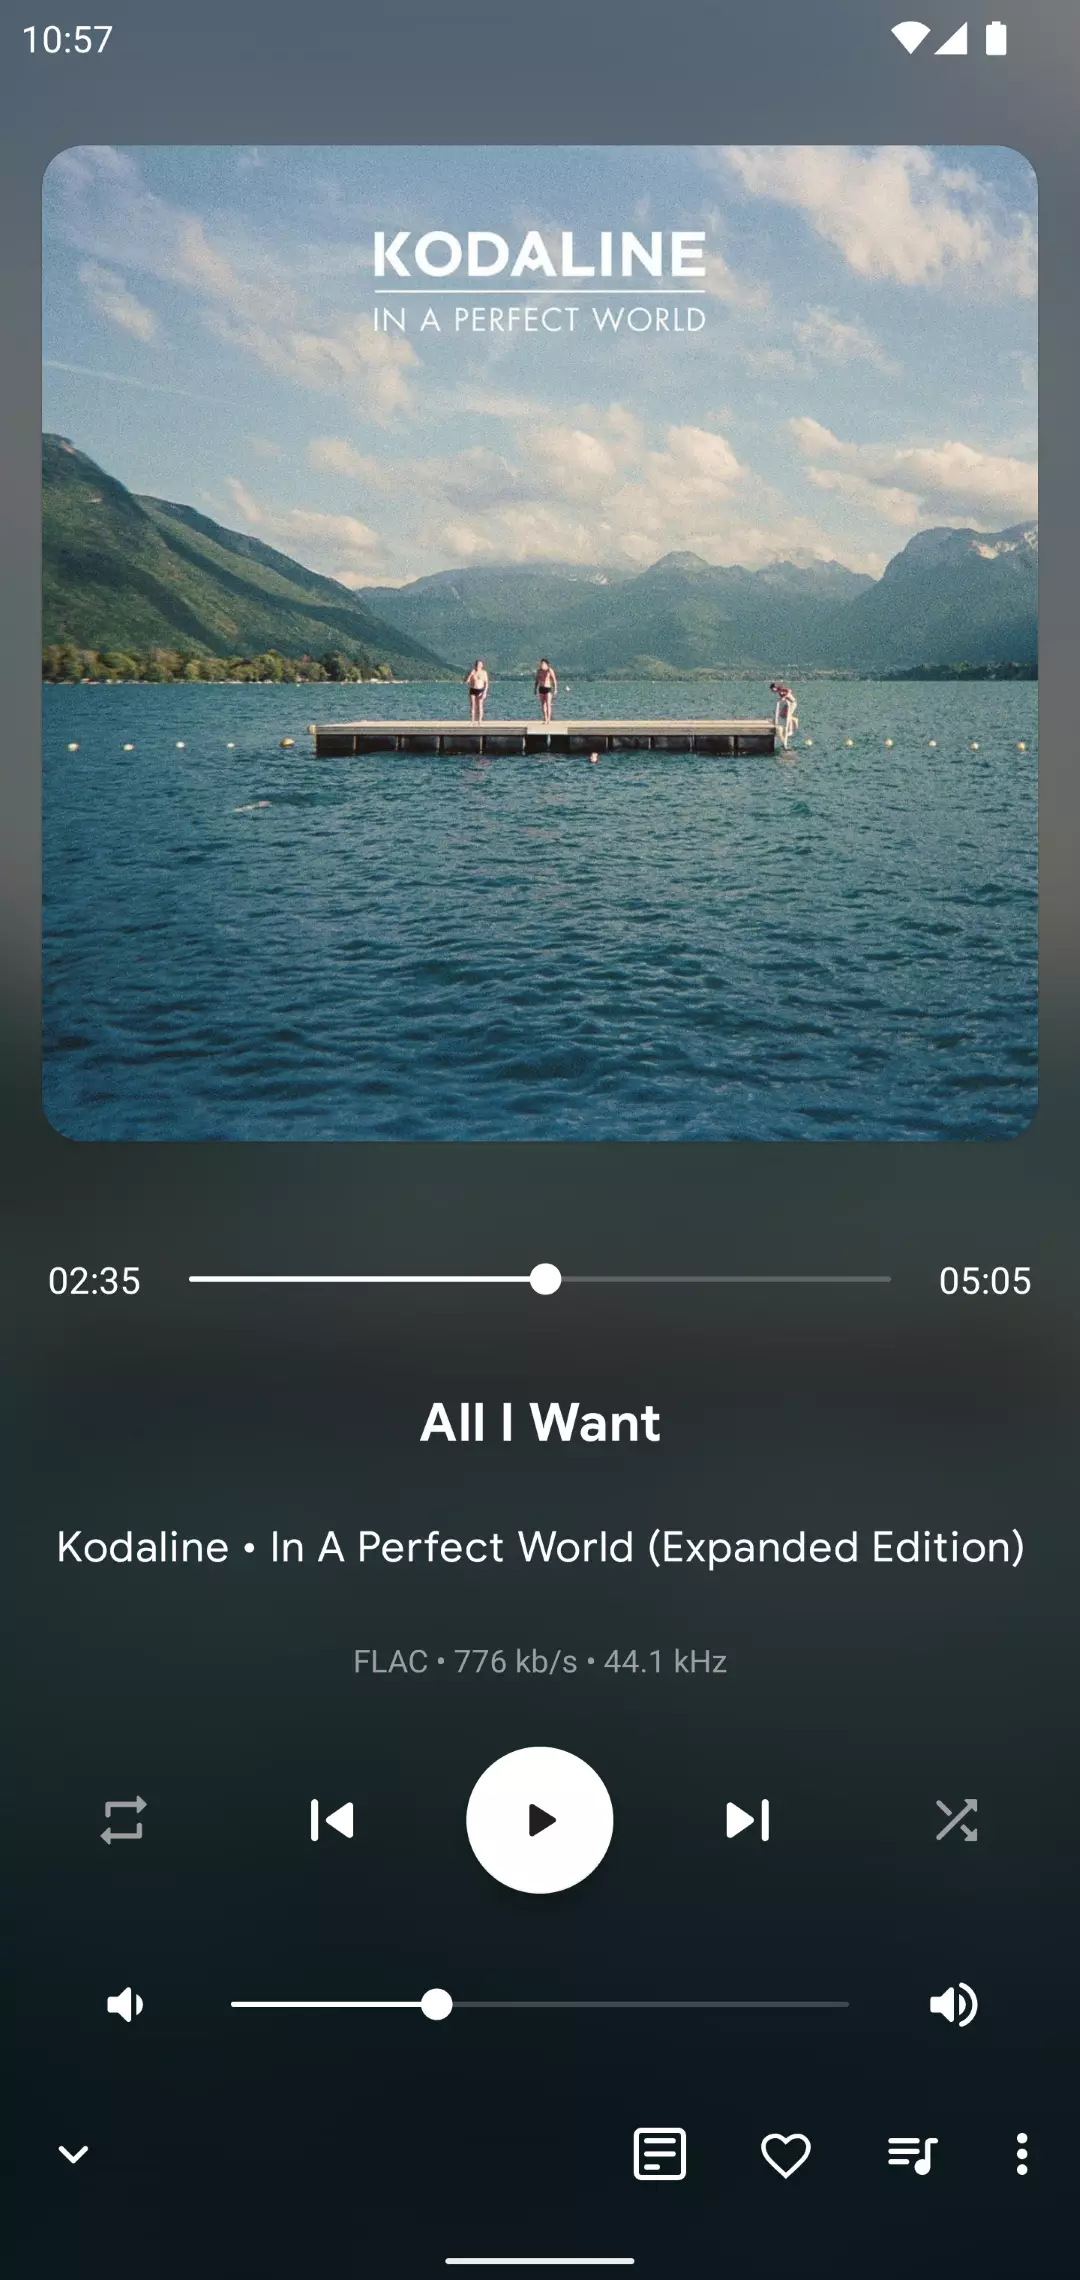 10:57
KODALINE
IN A PERFECT WORLD
02:35
05:05
All I Want
Kodaline • In A Perfect World (Expanded Edition)
FLAC • 776 kb/s • 44.1 kHz